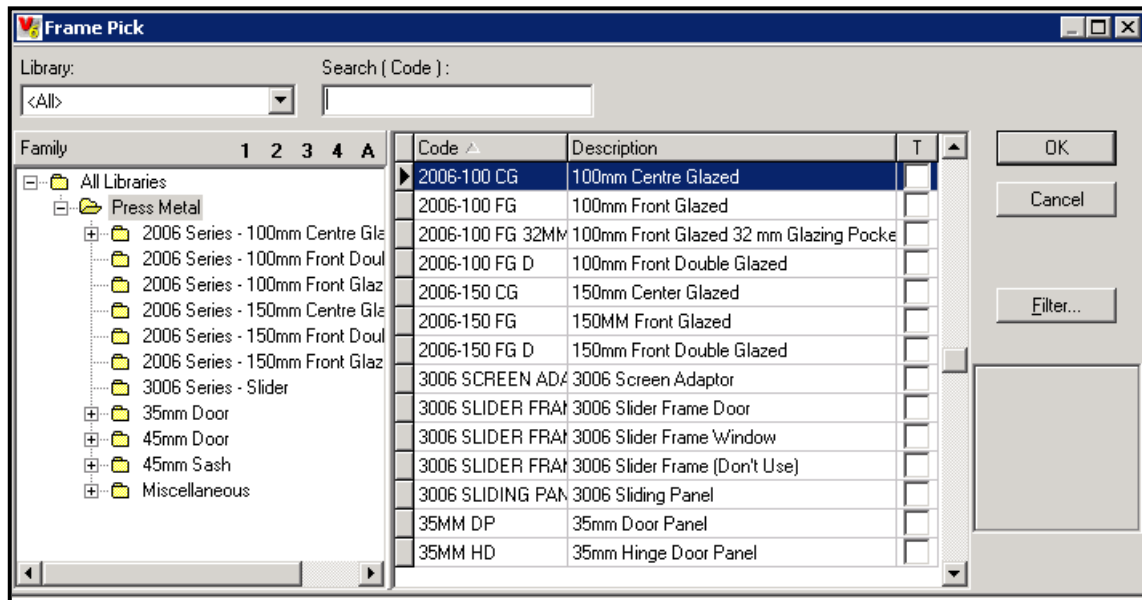 Frame Pick
Library:
Search ( Code ) :
<All>
Family 1 2 3 4 A
All Libraries
Press Metal
2006 Series - 100mm Centre Gla
2006 Series - 100mm Front Doul
2006 Series - 100mm Front Glaz
2006 Series - 150mm Centre Gla
2006 Series - 150mm Front Doul
2006 Series - 150mm Front Glaz
3006 Series - Slider
35mm Door
45mm Door
45mm Sash
Miscellaneous
Code Description T
2006-100 CG 100mm Centre Glazed
2006-100 FG 100mm Front Glazed
2006-100 FG 32MM 100mm Front Glazed 32 mm Glazing Pocke
2006-100 FG D 100mm Front Double Glazed
2006-150 CG 150mm Center Glazed
2006-150 FG 150MM Front Glazed
2006-150 FG D 150mm Front Double Glazed
3006 SCREEN ADA 3006 Screen Adaptor
3006 SLIDER FRAM 3006 Slider Frame Door
3006 SLIDER FRAM 3006 Slider Frame Window
3006 SLIDER FRAM 3006 Slider Frame (Don't Use)
3006 SLIDING PAN 3006 Sliding Panel
35MM DP 35mm Door Panel
35MM HD 35mm Hinge Door Panel
OK
Cancel
Filter...